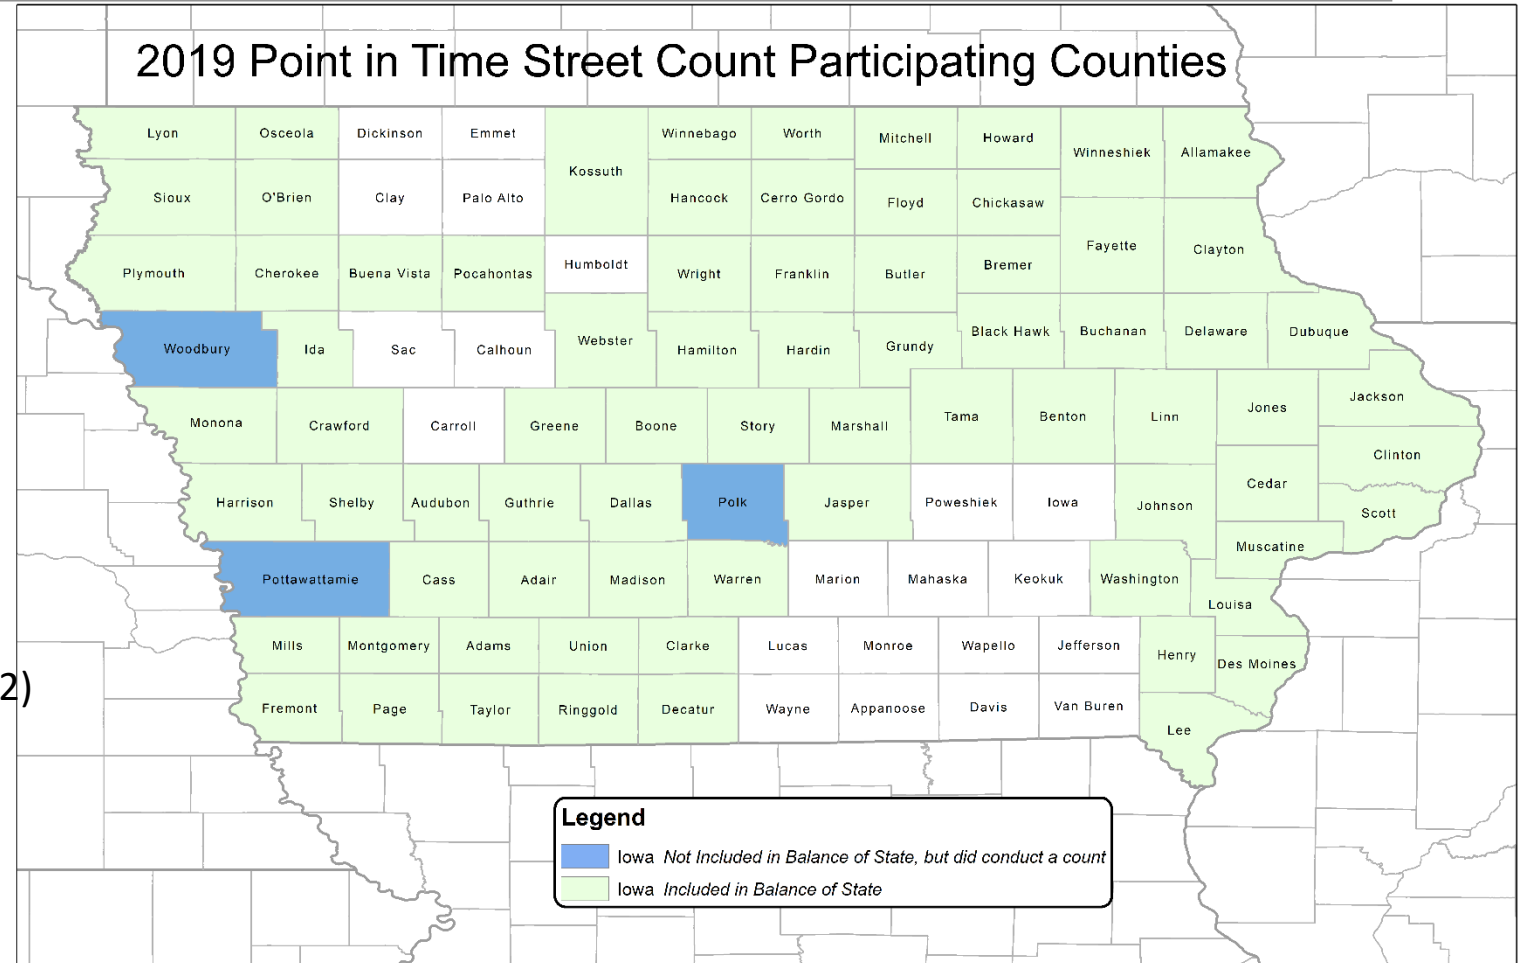 2019 Point in Time Street Count Participating Counties
Lyon
Osceola
Dickinson
Emmet
Kossuth
Winnebago
Worth
Mitchell
Howard
Winneshiek
Allamakee
Sioux
O'Brien
Clay
Palo Alto
Hancock
Cerro Gordo
Floyd
Chickasaw
Fayette
Clayton
Plymouth
Cherokee
Buena Vista
Pocahontas
Humboldt
Wright
Franklin
Butler
Bremer
Woodbury
Ida
Sac
Calhoun
Webster
Hamilton
Hardin
Grundy
Black Hawk
Buchanan
Delaware
Dubuque
Monona
Crawford
Carroll
Greene
Boone
Story
Marshall
Tama
Benton
Linn
Jones
Jackson
Clinton
Harrison
Shelby
Audubon
Guthrie
Dallas
Polk
Jasper
Poweshiek
Iowa
Johnson
Cedar
Scott
Muscatine
Pottawattamie
Cass
Adair
Madison
Warren
Marion
Mahaska
Keokuk
Washington
Louisa
Mills
Montgomery
Adams
Union
Clarke
Lucas
Monroe
Wapello
Jefferson
Henry
Des Moines
2)
Fremont
Page
Taylor
Ringgold
Decatur
Wayne
Appanoose
Davis
Van Buren
Lee
Legend
Iowa Not Included in Balance of State, but did conduct a count
Iowa Included in Balance of State